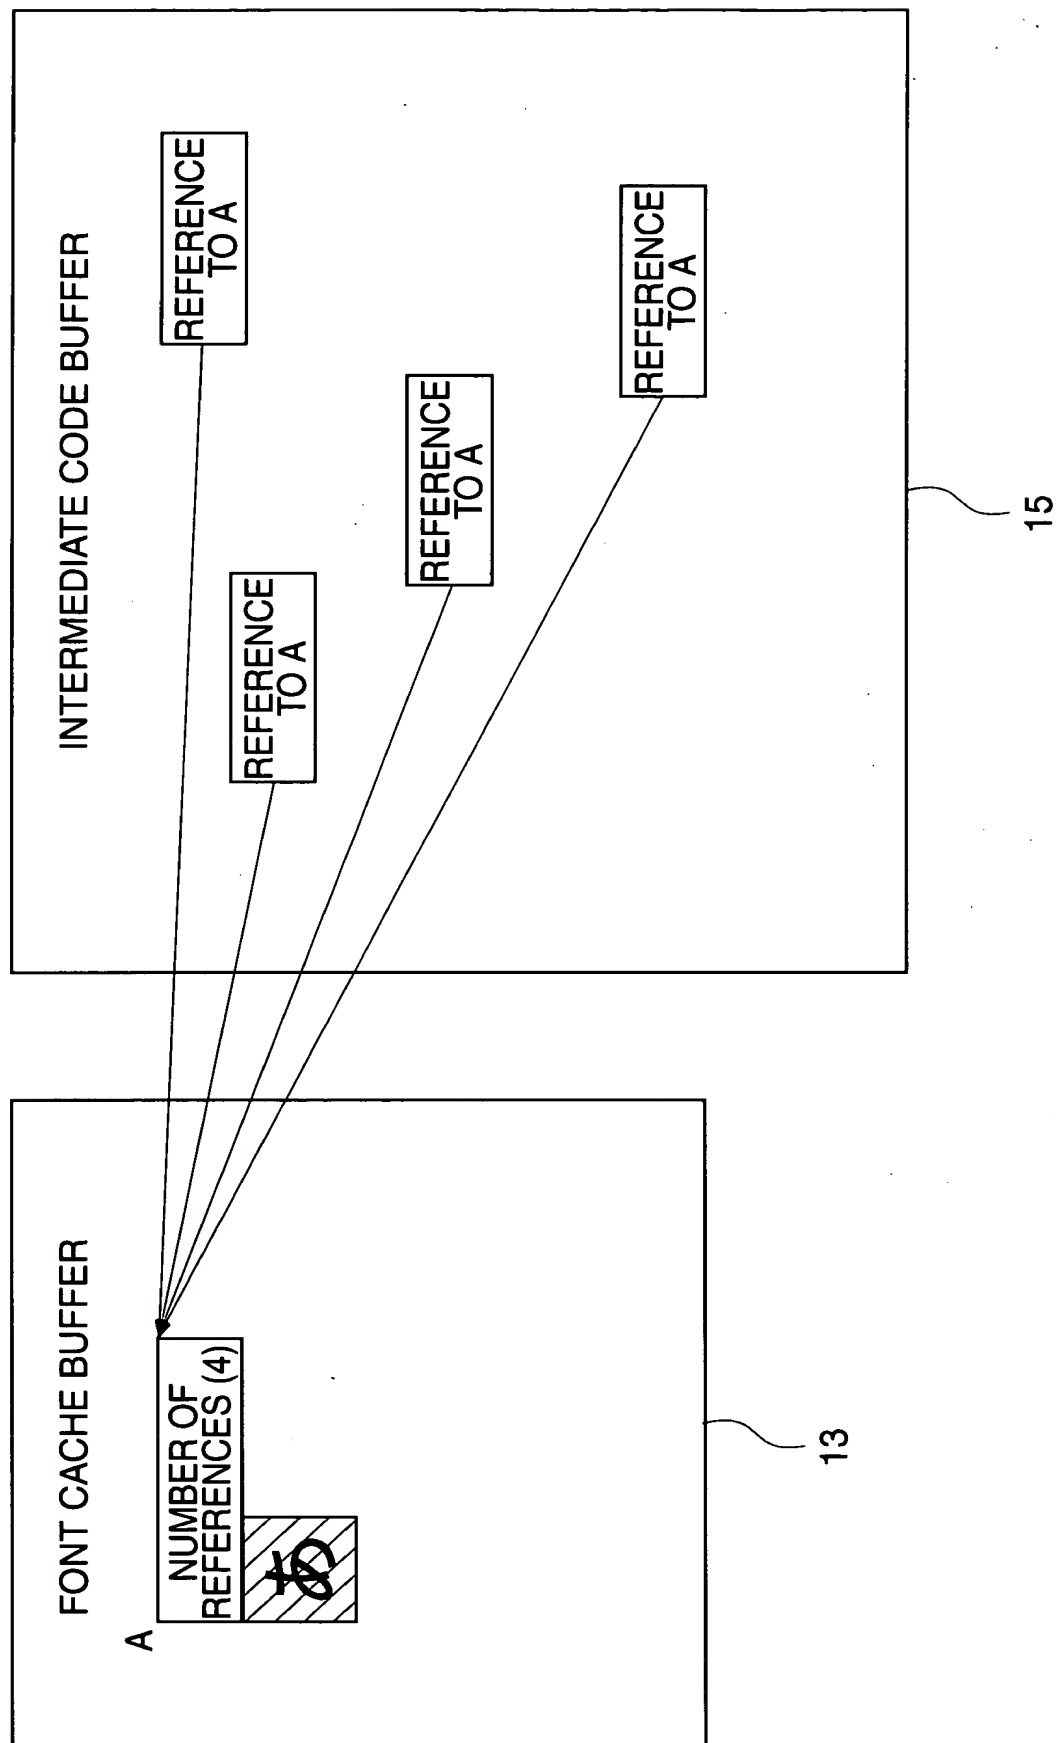 FONT CACHE BUFFER
A
NUMBER OF
REFERENCES (4)
あ
13
INTERMEDIATE CODE BUFFER
REFERENCE
TO A
REFERENCE
TO A
REFERENCE
TO A
REFERENCE
TO A
15